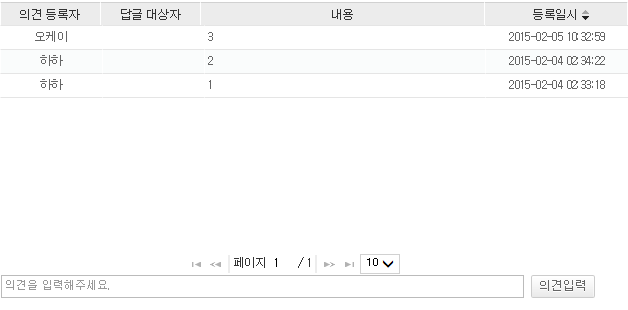 의견 등록자 답글 대상자 내용 등록일시
오케이 3 2015-02-05 10:32:59
하하 2 2015-02-04 02:34:22
하하 1 2015-02-04 02:33:18
페이지 1 / 1 10
의견을 입력해주세요. 의견입력